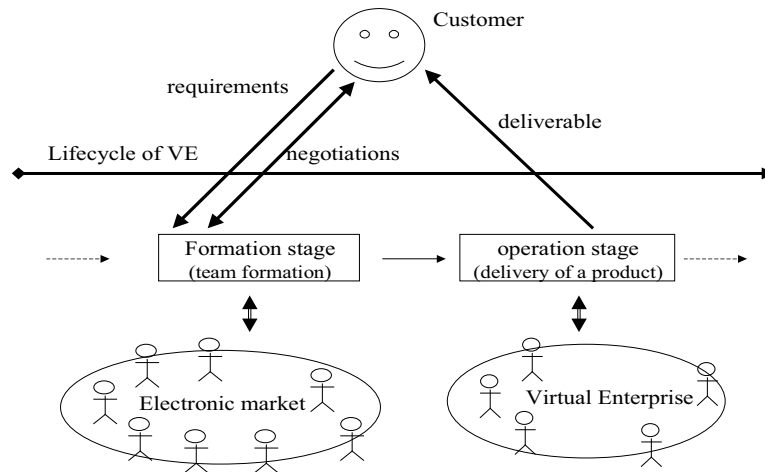 Customer
requirements
deliverable
Lifecycle of VE
negotiations
Formation stage
(team formation)
operation stage
(delivery of a product)
Electronic market
Virtual Enterprise